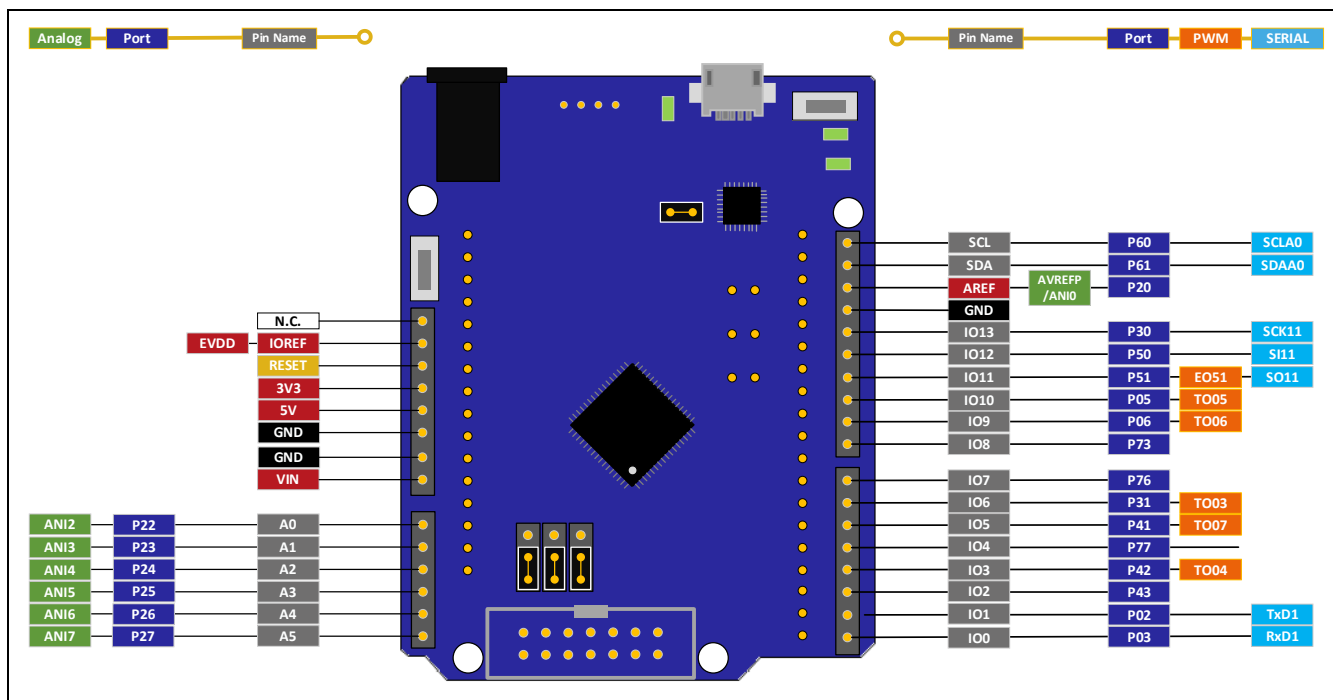 Analog Port Pin Name
Pin Name Port PWM SERIAL
SCL P60 SCLA0
SDA P61 SDAA0
AREF AVREFP /ANI0 P20
GND
IO13 P30 SCK11
IO12 P50 SI11
IO11 P51 EO51 SO11
IO10 P05 TO05
IO9 P06 TO06
IO8 P73
N.C.
EVDD IOREF
RESET
3V3
5V
GND
GND
VIN
IO7 P76
IO6 P31 TO03
IO5 P41 TO07
IO4 P77
IO3 P42 TO04
IO2 P43
IO1 P02 TxD1
IO0 P03 RxD1
ANI2 P22 A0
ANI3 P23 A1
ANI4 P24 A2
ANI5 P25 A3
ANI6 P26 A4
ANI7 P27 A5